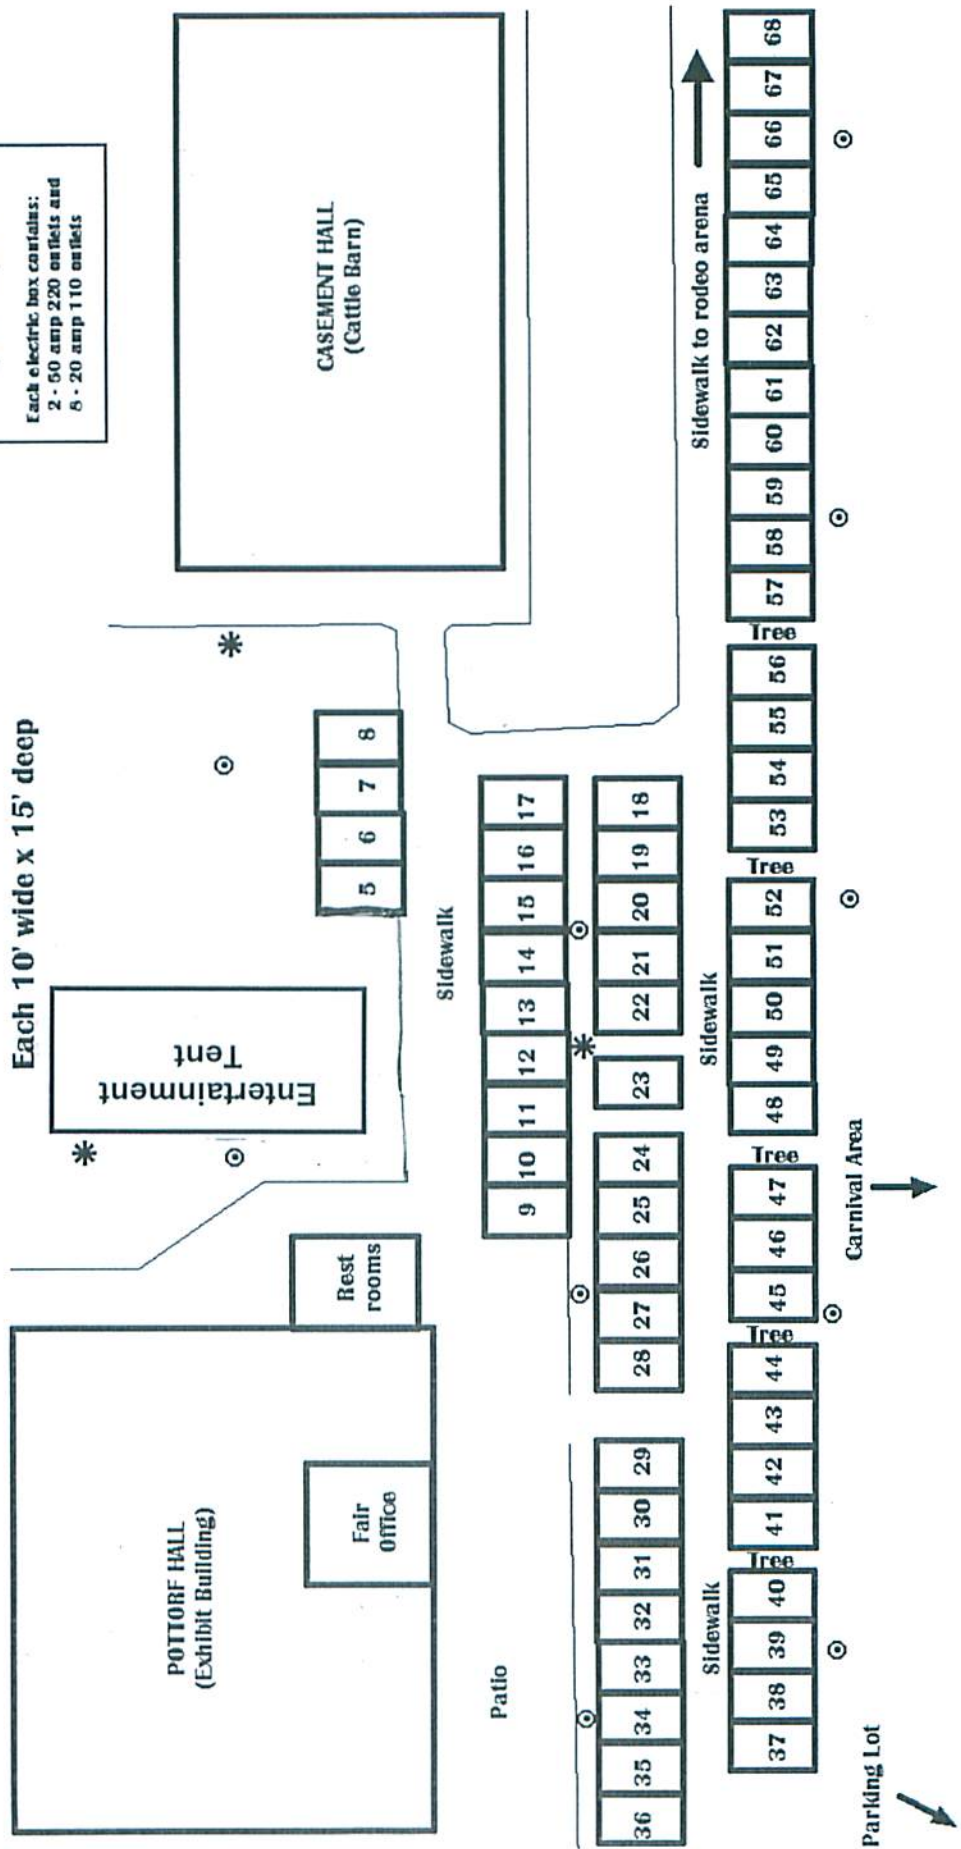 Each 10' wide x 15' deep
Each electric box contains:
2 - 50 amp 220 outlets and
8 - 20 amp 110 outlets
POTTORF HALL
(Exhibit Building)
Fair
Office
Rest
rooms
Entertainment
Tent
CASEMENT HALL
(Cattle Barn)
5 6 7 8
Patio
Sidewalk
9 10 11 12 13 14 15 16 17
36 35 34 33 32 31 30 29 28 27 26 25 24 23 22 21 20 19 18
Sidewalk
Sidewalk
Sidewalk to rodeo arena
37 38 39 40 Tree 41 42 43 44 Tree 45 46 47 Tree 48 49 50 51 52 Tree 53 54 55 56 Tree 57 58 59 60 61 62 63 64 65 66 67 68
Parking Lot
Carnival Area